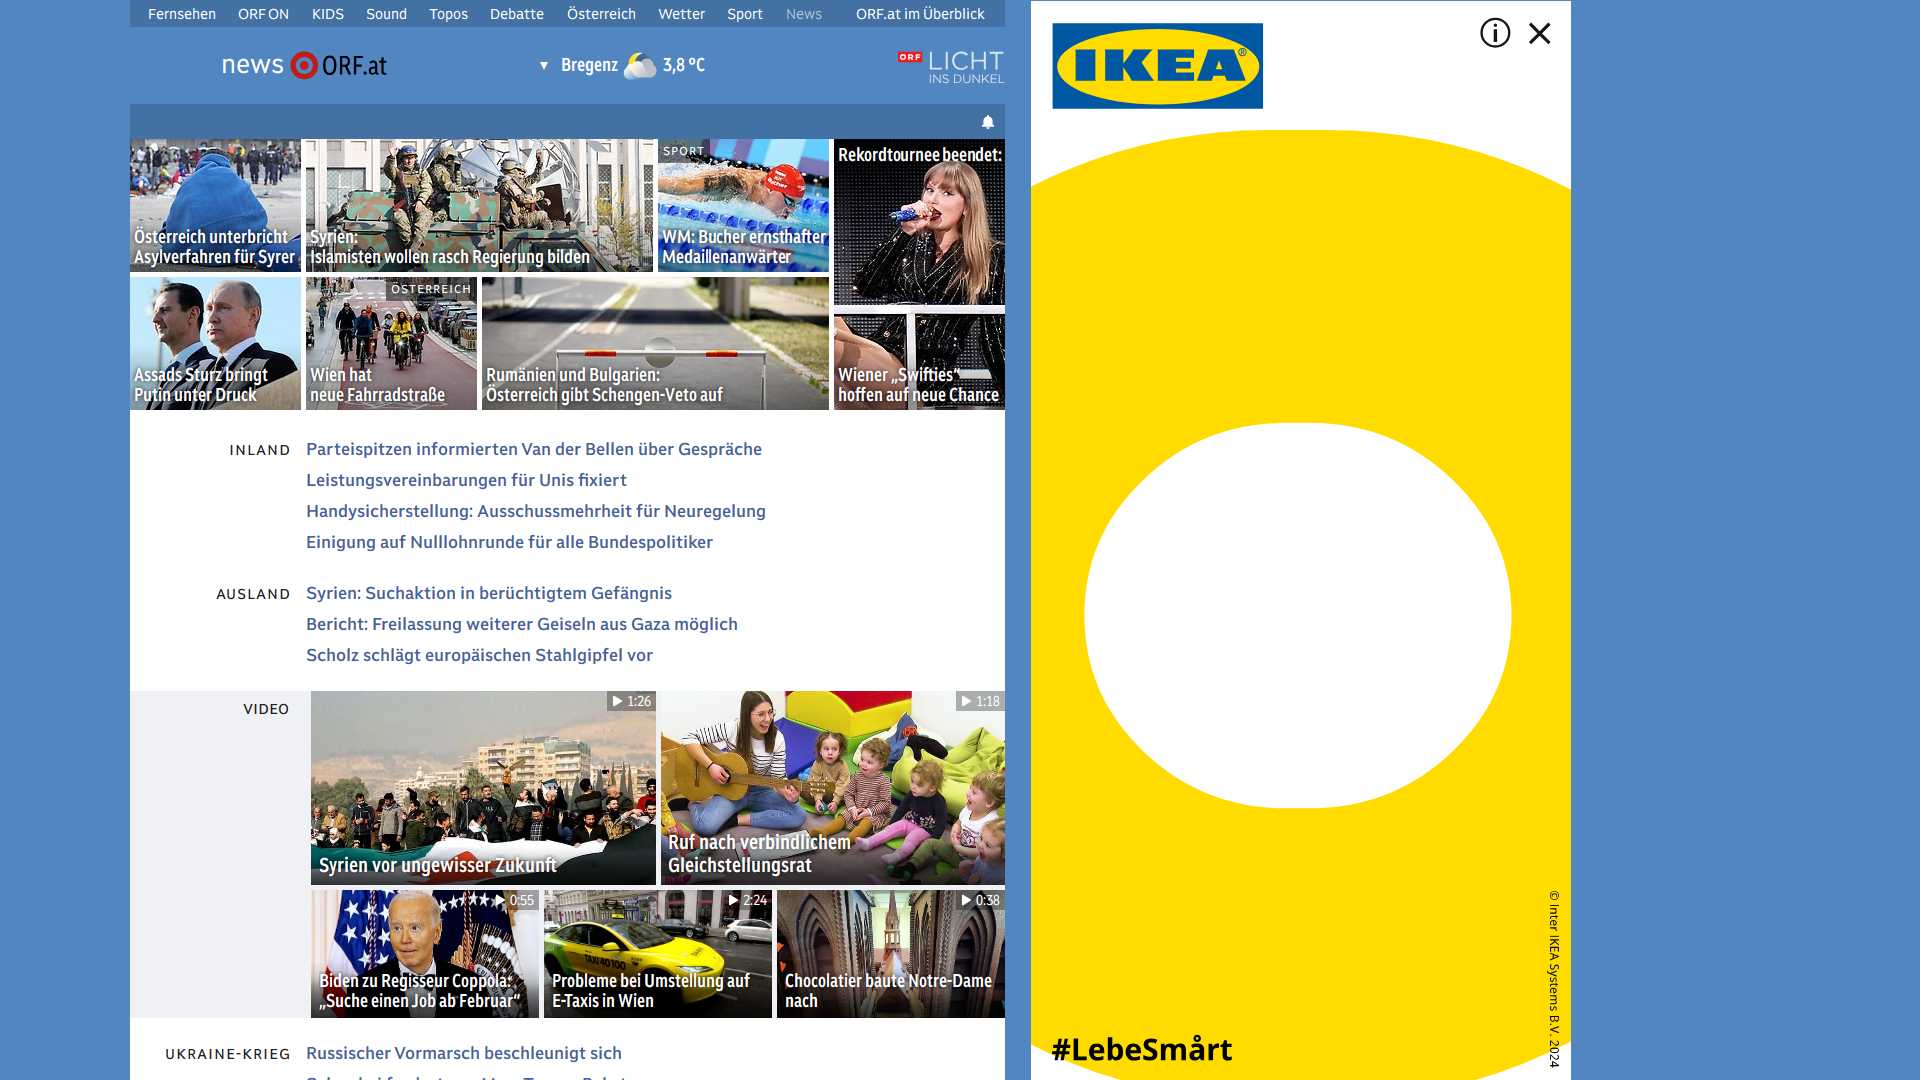 Fernsehen ORF ON KIDS Sound Topos Debatte Österreich Wetter Sport News ORF.at im Überblick
news ORF.at
Bregenz 3,8 °C
ORF LICHT
INS DUNKEL
Österreich unterbricht
Asylverfahren für Syrer
Syrien:
Islamisten wollen rasch Regierung bilden
SPORT
WM: Bucher ernsthafter
Medaillenanwärter
Rekordtournee beendet:
Wiener „Swifties“
hoffen auf neue Chance
Assads Sturz bringt
Putin unter Druck
ÖSTERREICH
Wien hat
neue Fahrradstraße
Rumänien und Bulgarien:
Österreich gibt Schengen-Veto auf
INLAND
Parteispitzen informierten Van der Bellen über Gespräche
Leistungsvereinbarungen für Unis fixiert
Handysicherstellung: Ausschussmehrheit für Neuregelung
Einigung auf Nulllohnrunde für alle Bundespolitiker
AUSLAND
Syrien: Suchaktion in berüchtigtem Gefängnis
Bericht: Freilassung weiterer Geiseln aus Gaza möglich
Scholz schlägt europäischen Stahlgipfel vor
VIDEO
1:26
Syrien vor ungewisser Zukunft
1:18
Ruf nach verbindlichem
Gleichstellungsrat
0:55
Biden zu Regisseur Coppola:
„Suche einen Job ab Februar“
2:24
TAXI 40100
Probleme bei Umstellung auf
E-Taxis in Wien
0:38
Chocolatier baute Notre-Dame
nach
UKRAINE-KRIEG
Russischer Vormarsch beschleunigt sich
IKEA®
#LebeSmårt
© Inter IKEA Systems B.V. 2024